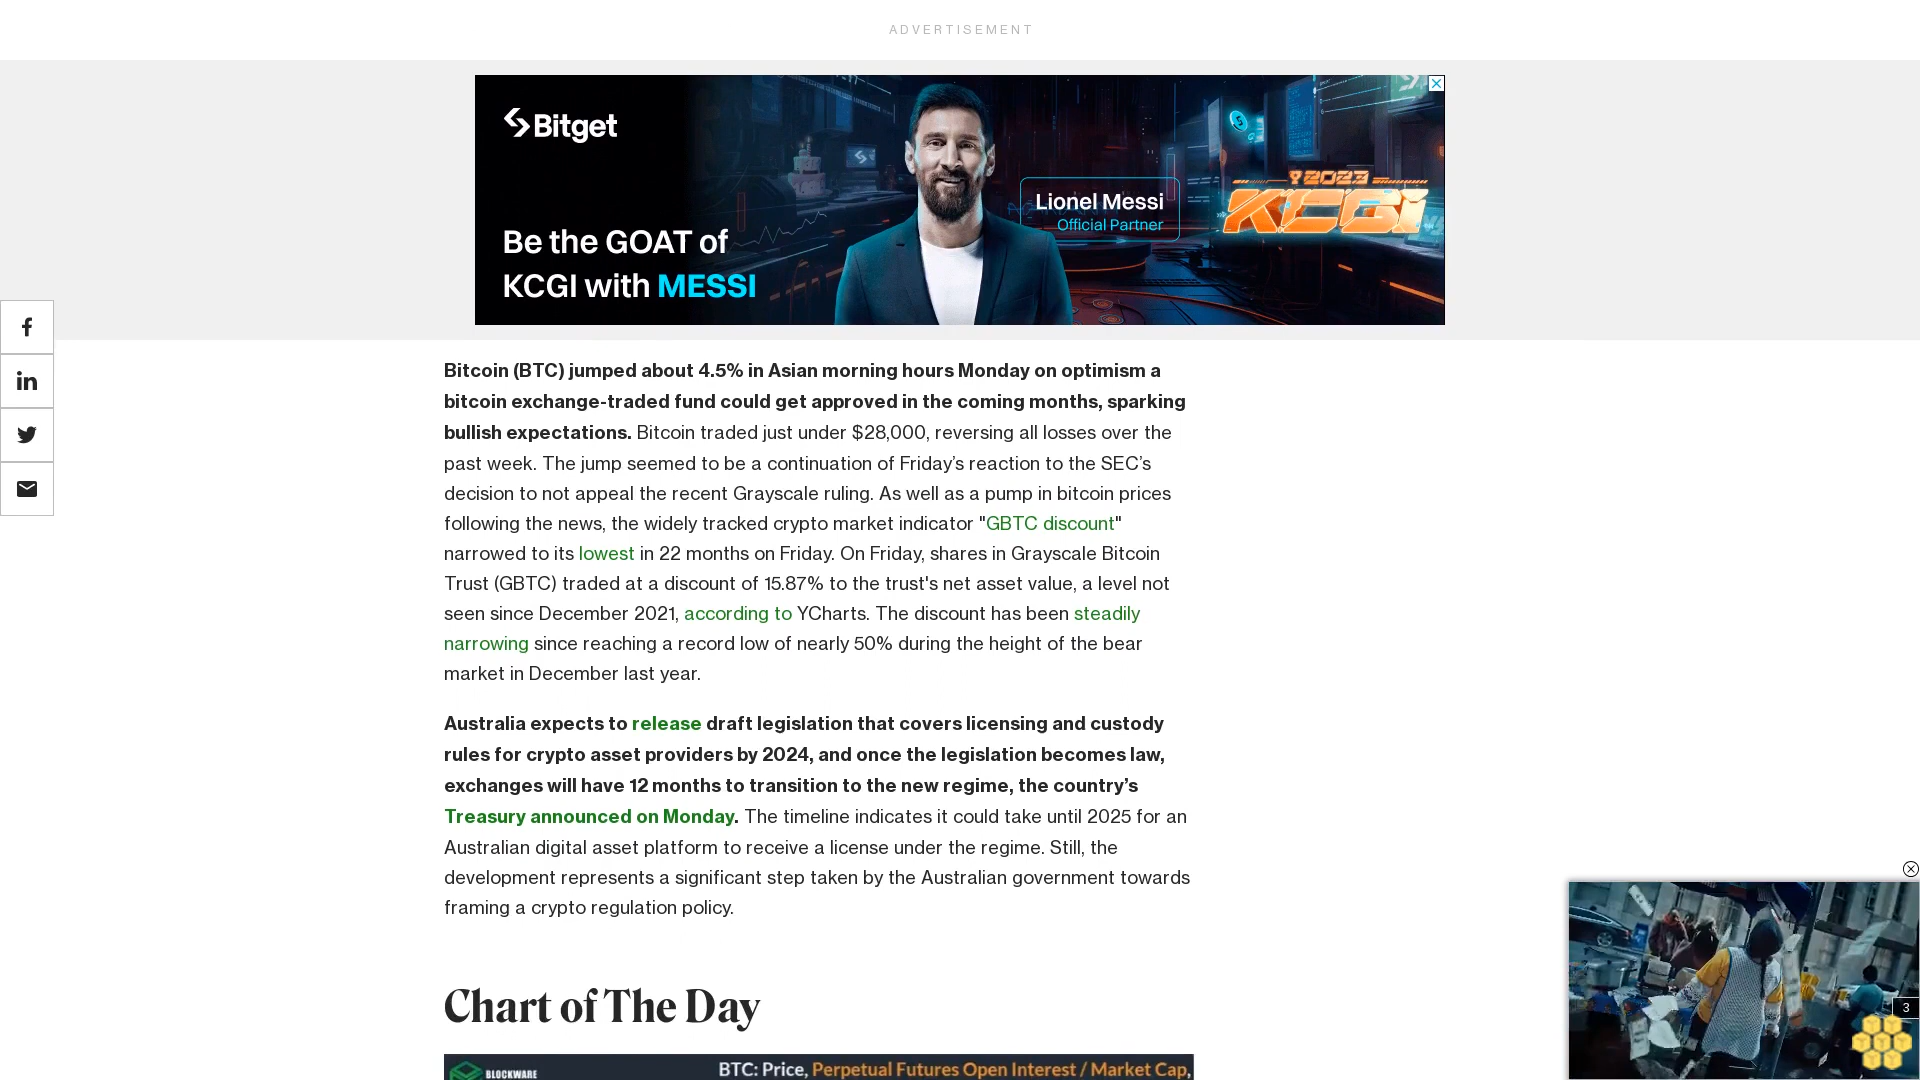 ADVERTISEMENT
Bitget
Lionel Messi
Official Partner
Y2023
KCGI
Be the GOAT of
KCGI with MESSI
Bitcoin (BTC) jumped about 4.5% in Asian morning hours Monday on optimism a
bitcoin exchange-traded fund could get approved in the coming months, sparking
bullish expectations. Bitcoin traded just under $28,000, reversing all losses over the
past week. The jump seemed to be a continuation of Friday’s reaction to the SEC’s
decision to not appeal the recent Grayscale ruling. As well as a pump in bitcoin prices
following the news, the widely tracked crypto market indicator "GBTC discount"
narrowed to its lowest in 22 months on Friday. On Friday, shares in Grayscale Bitcoin
Trust (GBTC) traded at a discount of 15.87% to the trust's net asset value, a level not
seen since December 2021, according to YCharts. The discount has been steadily
narrowing since reaching a record low of nearly 50% during the height of the bear
market in December last year.
Australia expects to release draft legislation that covers licensing and custody
rules for crypto asset providers by 2024, and once the legislation becomes law,
exchanges will have 12 months to transition to the new regime, the country’s
Treasury announced on Monday. The timeline indicates it could take until 2025 for an
Australian digital asset platform to receive a license under the regime. Still, the
development represents a significant step taken by the Australian government towards
framing a crypto regulation policy.
Chart of The Day
BLOCKWARE
BTC: Price, Perpetual Futures Open Interest / Market Cap,
3